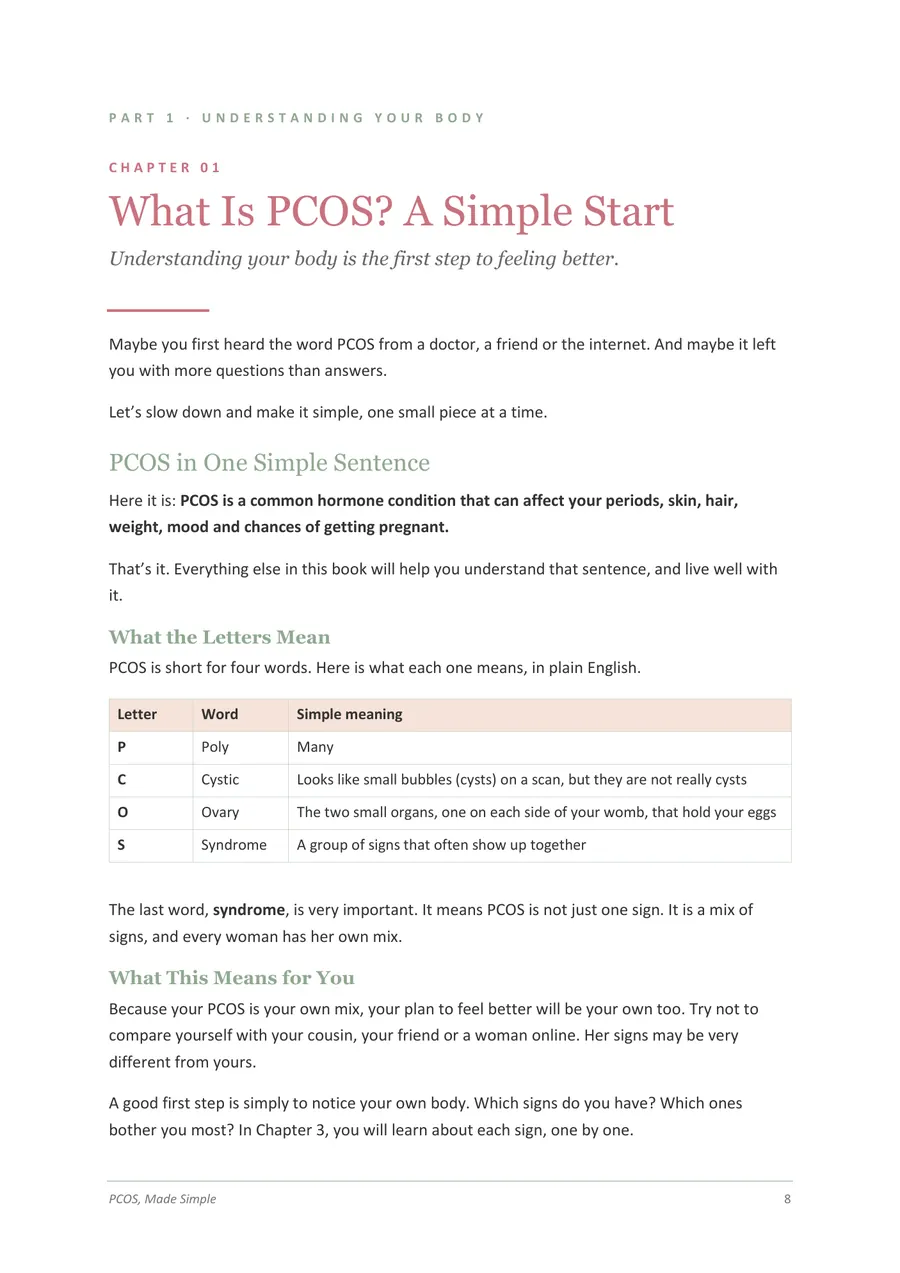 PART 1 · UNDERSTANDING YOUR BODY
CHAPTER 01
What Is PCOS? A Simple Start
Understanding your body is the first step to feeling better.
Maybe you first heard the word PCOS from a doctor, a friend or the internet. And maybe it left
you with more questions than answers.
Let’s slow down and make it simple, one small piece at a time.
PCOS in One Simple Sentence
Here it is: PCOS is a common hormone condition that can affect your periods, skin, hair,
weight, mood and chances of getting pregnant.
That’s it. Everything else in this book will help you understand that sentence, and live well with
it.
What the Letters Mean
PCOS is short for four words. Here is what each one means, in plain English.
Letter Word Simple meaning
P Poly Many
C Cystic Looks like small bubbles (cysts) on a scan, but they are not really cysts
O Ovary The two small organs, one on each side of your womb, that hold your eggs
S Syndrome A group of signs that often show up together
The last word, syndrome, is very important. It means PCOS is not just one sign. It is a mix of
signs, and every woman has her own mix.
What This Means for You
Because your PCOS is your own mix, your plan to feel better will be your own too. Try not to
compare yourself with your cousin, your friend or a woman online. Her signs may be very
different from yours.
A good first step is simply to notice your own body. Which signs do you have? Which ones
bother you most? In Chapter 3, you will learn about each sign, one by one.
PCOS, Made Simple 8